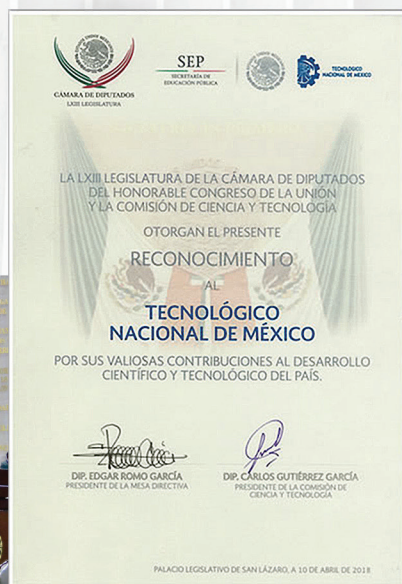 CÁMARA DE DIPUTADOS
LXIII LEGISLATURA
SEP
SECRETARÍA DE
EDUCACIÓN PÚBLICA
TECNOLÓGICO
NACIONAL DE MÉXICO
LA LXIII LEGISLATURA DE LA CÁMARA DE DIPUTADOS
DEL HONORABLE CONGRESO DE LA UNIÓN
Y LA COMISIÓN DE CIENCIA Y TECNOLOGÍA
OTORGAN EL PRESENTE
RECONOCIMIENTO
AL
TECNOLÓGICO
NACIONAL DE MÉXICO
POR SUS VALIOSAS CONTRIBUCIONES AL DESARROLLO
CIENTÍFICO Y TECNOLÓGICO DEL PAÍS.
DIP. EDGAR ROMO GARCÍA
PRESIDENTE DE LA MESA DIRECTIVA
DIP. CARLOS GUTIÉRREZ GARCÍA
PRESIDENTE DE LA COMISIÓN DE
CIENCIA Y TECNOLOGÍA
PALACIO LEGISLATIVO DE SAN LÁZARO, A 10 DE ABRIL DE 2018